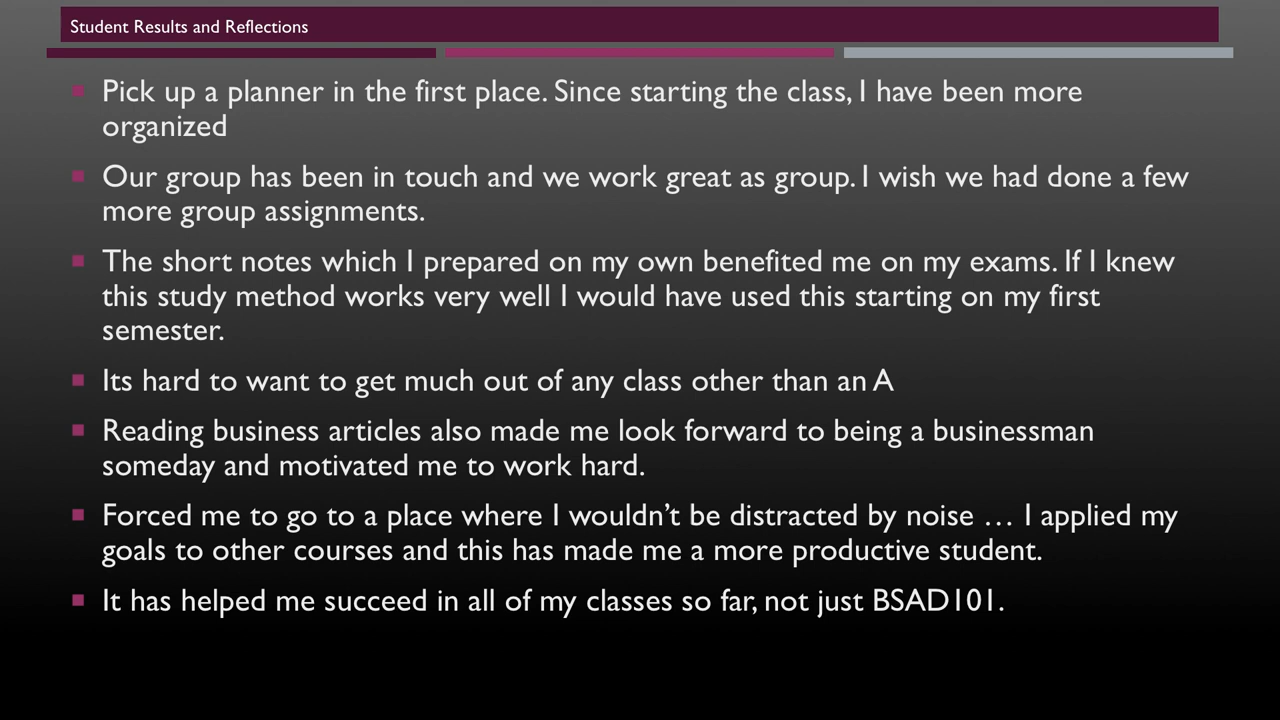 Student Results and Reflections
Pick up a planner in the first place. Since starting the class, I have been more
organized
Our group has been in touch and we work great as group. I wish we had done a few
more group assignments.
The short notes which I prepared on my own benefited me on my exams. If I knew
this study method works very well I would have used this starting on my first
semester.
Its hard to want to get much out of any class other than an A
Reading business articles also made me look forward to being a businessman
someday and motivated me to work hard.
Forced me to go to a place where I wouldn’t be distracted by noise … I applied my
goals to other courses and this has made me a more productive student.
It has helped me succeed in all of my classes so far, not just BSAD101.